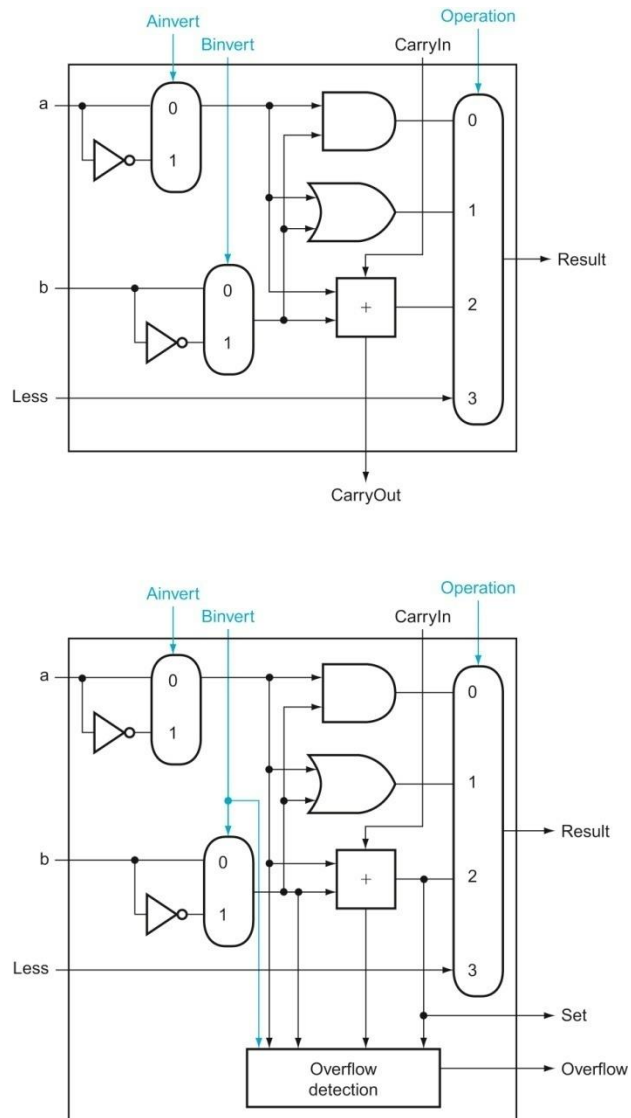 Ainvert
Operation
Binvert
CarryIn
a
0
0
1
1
Result
b
0
2
+
1
Less
3
CarryOut
Operation
Ainvert
Binvert
CarryIn
a
0
0
1
1
Result
b
0
2
+
1
Less
3
Set
Overflow
detection
Overflow